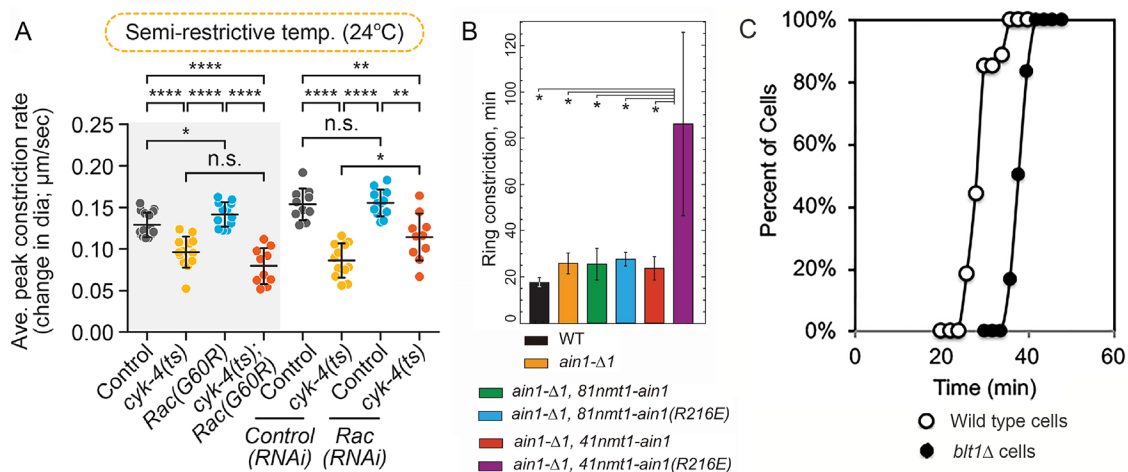 A
Semi-restrictive temp. (24ºC)
**** **
**** **** **** **** **** **
* n.s.
n.s. *
Ave. peak constriction rate
(change in dia; μm/sec)
0.25
0.20
0.15
0.10
0.05
0.00
Control
cyk-4(ts)
Rac(G60R)
cyk-4(ts);
Rac(G60R)
Control
cyk-4(ts)
Control
cyk-4(ts)
Control
(RNAi)
Rac
(RNAi)
B
Ring constriction, min
120
100
80
60
40
20
0
* * * * *
WT
ain1-Δ1
ain1-Δ1, 81nmt1-ain1
ain1-Δ1, 81nmt1-ain1(R216E)
ain1-Δ1, 41nmt1-ain1
ain1-Δ1, 41nmt1-ain1(R216E)
C
Percent of Cells
100%
80%
60%
40%
20%
0%
0 20 40 60
Time (min)
Wild type cells
blt1Δ cells